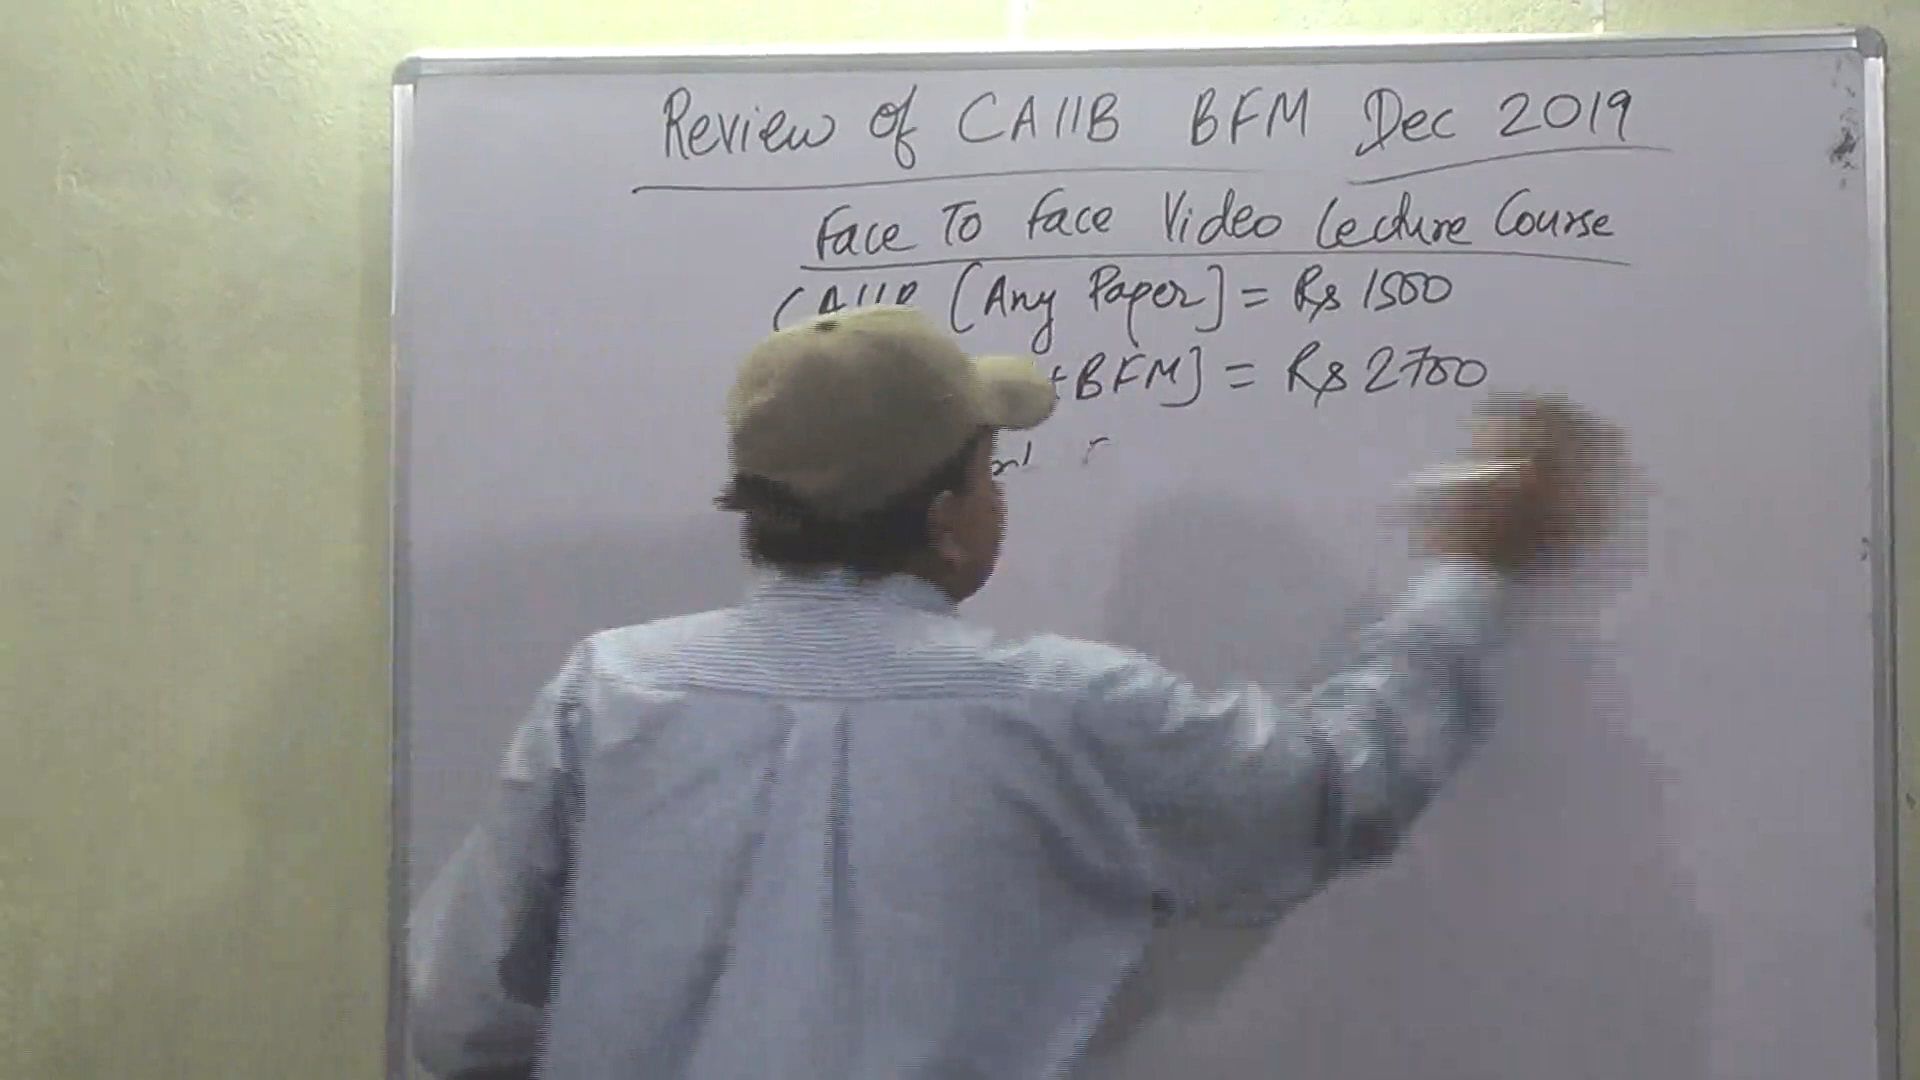 Review of CAIIB BFM Dec 2019
Face To Face Video Lecture Course
CAIIB [Any Paper] = Rs 1500
+BFM] = Rs 2700